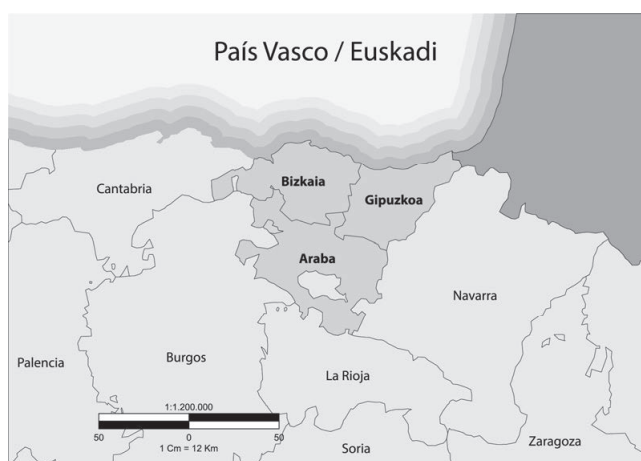 País Vasco / Euskadi
Cantabria
Bizkaia
Gipuzkoa
Araba
Navarra
Palencia
Burgos
La Rioja
1:1.200.000
50 0 50
1 Cm = 12 Km
Soria
Zaragoza